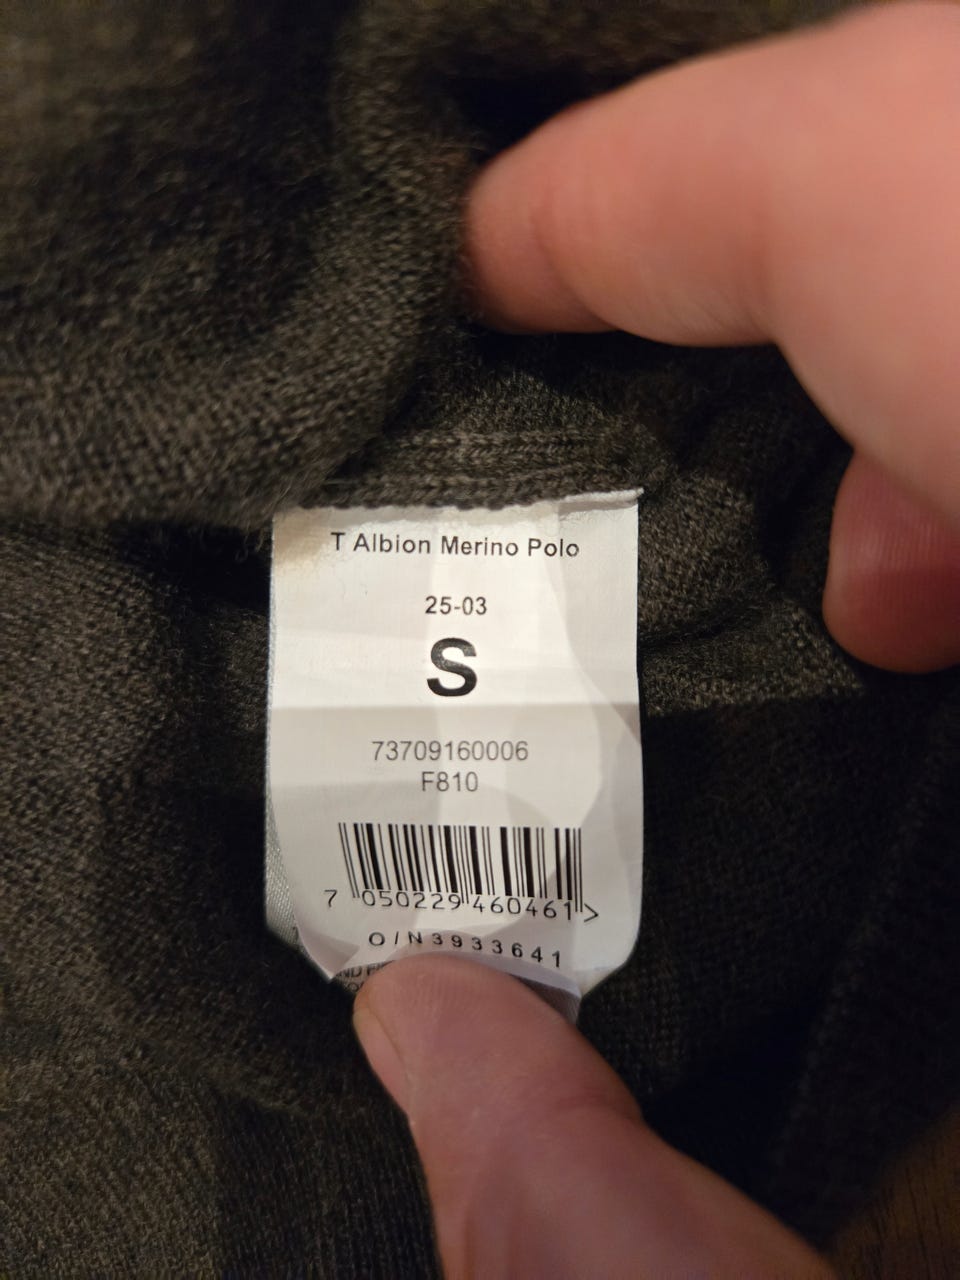 T Albion Merino Polo
25-03
S
73709160006
F810
7 050229 460461 >
O/N3933641